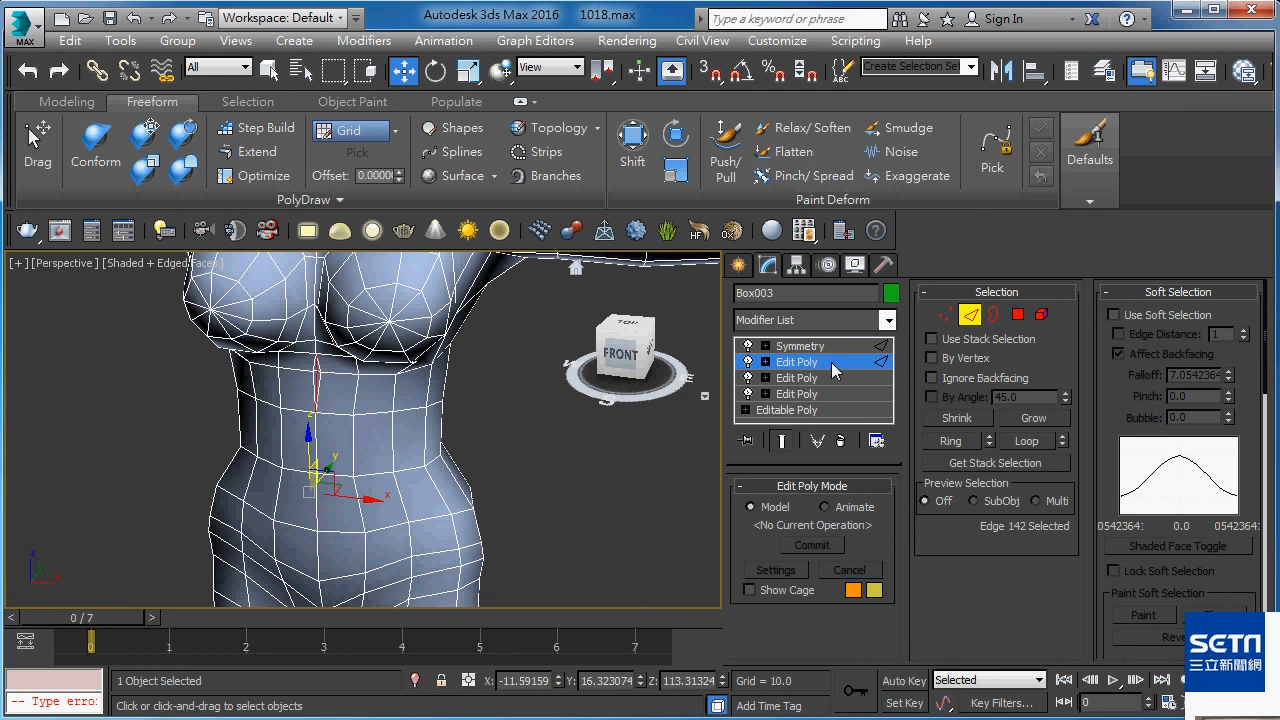 Workspace: Default
Autodesk 3ds Max 2016 1018.max
Type a keyword or phrase
Sign In
MAX
Edit Tools Group Views Create Modifiers Animation Graph Editors Rendering Civil View Customize Scripting Help
All
View
Create Selection Se
Modeling Freeform Selection Object Paint Populate
Drag
Conform
Step Build
Extend
Optimize
Grid
Pick
Offset: 0.0000
Shapes
Splines
Surface
Topology
Strips
Branches
PolyDraw
Shift
Push/
Pull
Relax/ Soften
Flatten
Pinch/ Spread
Smudge
Noise
Exaggerate
Paint Deform
Pick
Defaults
HF
[+] [Perspective] [Shaded + Edged Faces]
TOP
FRONT
E
z
y
x
z
x
Box003
Modifier List
Symmetry
Edit Poly
Edit Poly
Edit Poly
Editable Poly
Edit Poly Mode
Model Animate
<No Current Operation>
Commit
Settings Cancel
Show Cage
Selection
Use Stack Selection
By Vertex
Ignore Backfacing
By Angle: 45.0
Shrink Grow
Ring Loop
Get Stack Selection
Preview Selection
Off SubObj Multi
Edge 142 Selected
Soft Selection
Use Soft Selection
Edge Distance: 1
Affect Backfacing
Falloff: 7.0542364
Pinch: 0.0
Bubble: 0.0
0542364 0.0 0542364
Shaded Face Toggle
Lock Soft Selection
Paint Soft Selection
Paint
SETN
三立新聞網
< 0 / 7 >
0 1 2 3 4 5 6 7
-- Type erro
1 Object Selected
X: -11.59159 Y: 16.323074 Z: 113.31324
Grid = 10.0
Click or click-and-drag to select objects
Add Time Tag
Auto Key
Selected
Set Key
Key Filters...
0